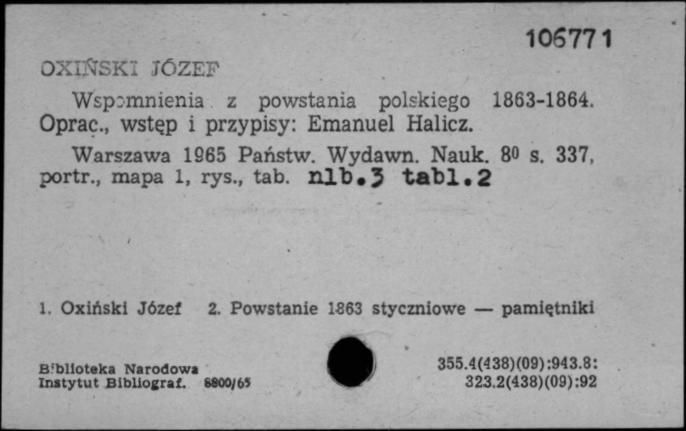 106771
OXIŃSKI JÓZEF
Wspomnienia z powstania polskiego 1863-1864.
Oprac., wstęp i przypisy: Emanuel Halicz.
Warszawa 1965 Państw. Wydawn. Nauk. 8⁰ s. 337,
portr., mapa 1, rys., tab. nlb.3 tabl.2
1. Oxiński Józef 2. Powstanie 1863 styczniowe — pamiętniki
Biblioteka Narodowa 355.4(438)(09):943.8:
Instytut Bibliograf. 8800/65 323.2(438)(09):92